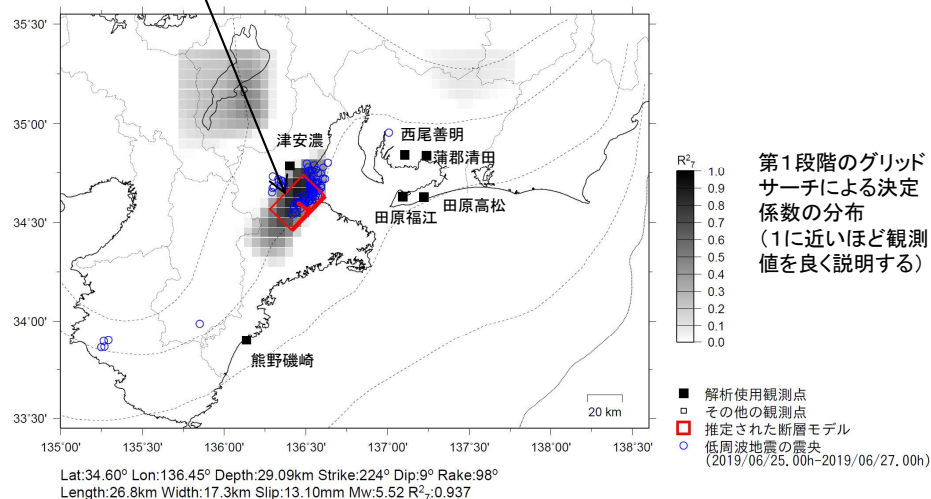 35°30'
35°00'
34°30'
34°00'
33°30'
135°00'
135°30'
136°00'
136°30'
137°00'
137°30'
138°00'
138°30'
津安濃
西尾善明
蒲郡清田
田原福江
田原高松
熊野磯崎
20 km
R²₇
1.0
0.9
0.8
0.7
0.6
0.5
0.4
0.3
0.2
0.1
0.0
第1段階のグリッド
サーチによる決定
係数の分布
(1に近いほど観測
値を良く説明する)
解析使用観測点
その他の観測点
推定された断層モデル
低周波地震の震央
(2019/06/25.00h-2019/06/27.00h)
Lat:34.60° Lon:136.45° Depth:29.09km Strike:224° Dip:9° Rake:98°
Length:26.8km Width:17.3km Slip:13.10mm Mw:5.52 R²₇:0.937